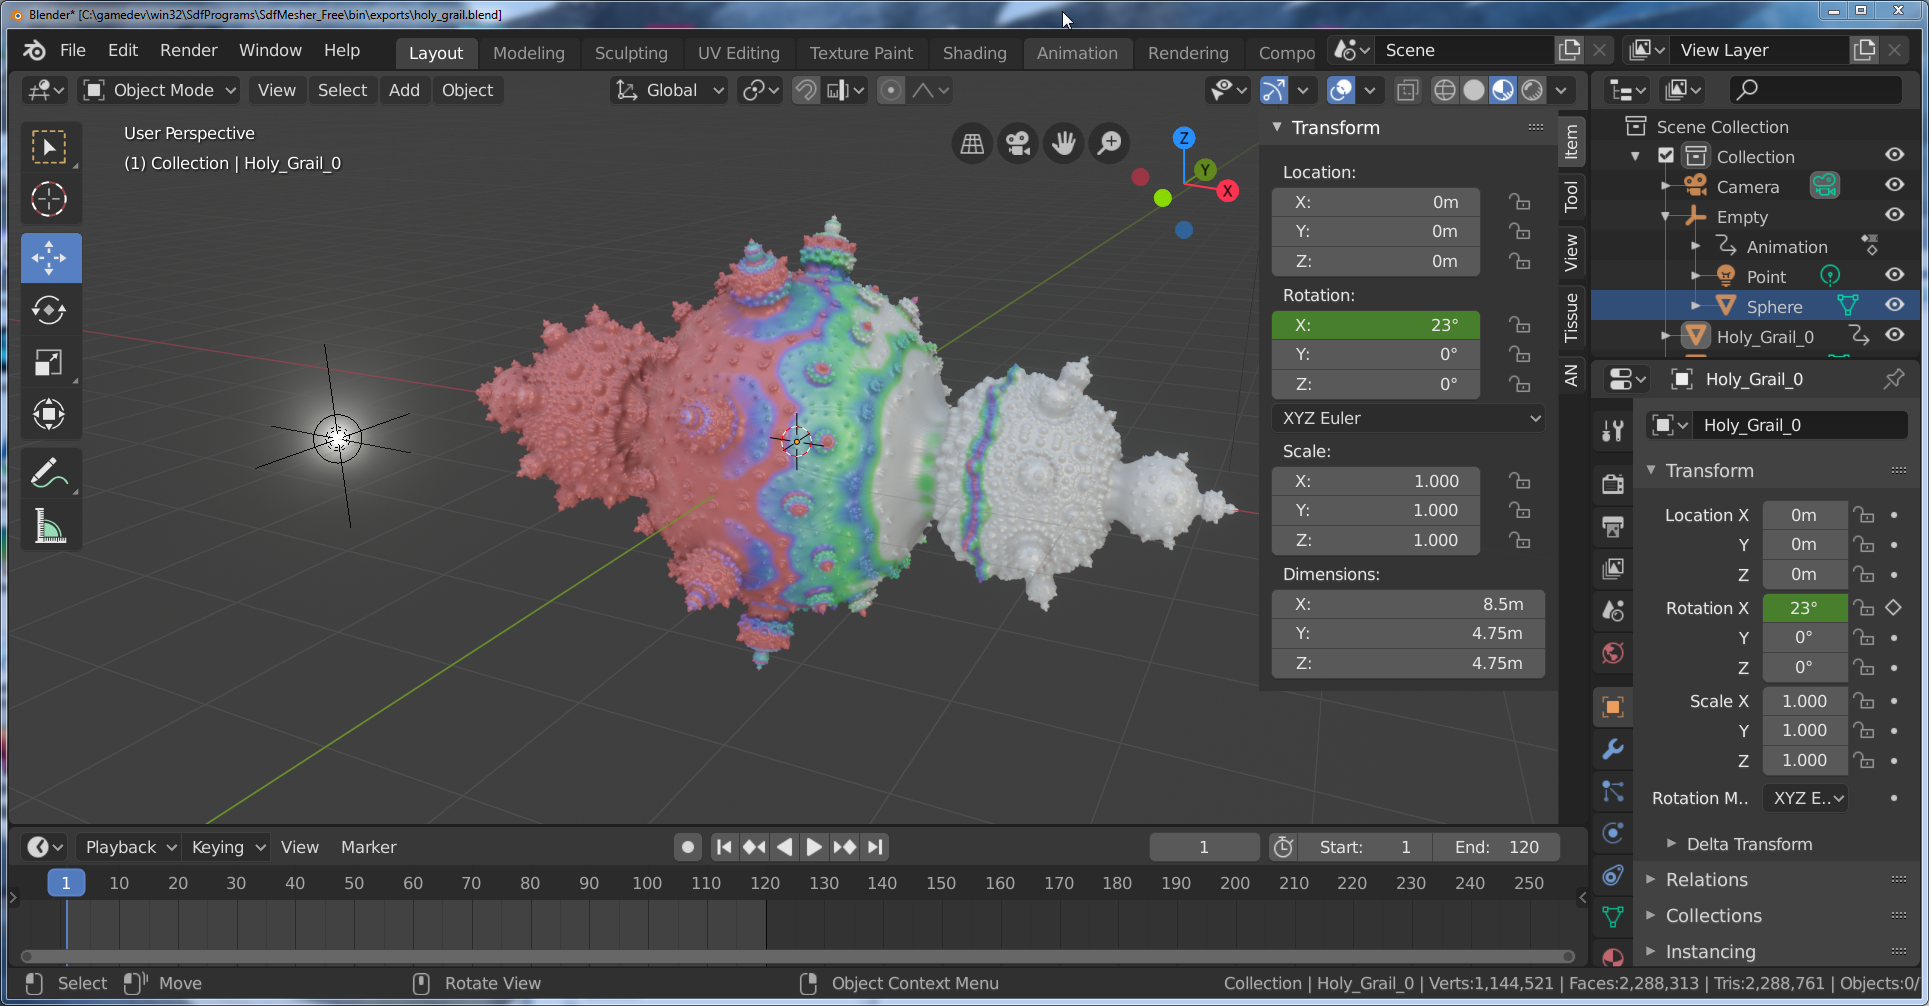 Blender* [C:\gamedev\win32\SdfPrograms\SdfMesher_Free\bin\exports\holy_grail.blend]
File Edit Render Window Help Layout Modeling Sculpting UV Editing Texture Paint Shading Animation Rendering Compo Scene View Layer
Object Mode View Select Add Object Global
User Perspective
(1) Collection | Holy_Grail_0
Z
Y
X
Transform
Location:
X: 0m
Y: 0m
Z: 0m
Rotation:
X: 23°
Y: 0°
Z: 0°
XYZ Euler
Scale:
X: 1.000
Y: 1.000
Z: 1.000
Dimensions:
X: 8.5m
Y: 4.75m
Z: 4.75m
Item
Tool
View
Tissue
AN
Scene Collection
Collection
Camera
Empty
Animation
Point
Sphere
Holy_Grail_0
Holy_Grail_0
Holy_Grail_0
Transform
Location X 0m
Y 0m
Z 0m
Rotation X 23°
Y 0°
Z 0°
Scale X 1.000
Y 1.000
Z 1.000
Rotation M.. XYZ E..
Delta Transform
Relations
Collections
Instancing
Playback Keying View Marker 1 Start: 1 End: 120
1 10 20 30 40 50 60 70 80 90 100 110 120 130 140 150 160 170 180 190 200 210 220 230 240 250
Select Move Rotate View Object Context Menu Collection | Holy_Grail_0 | Verts:1,144,521 | Faces:2,288,313 | Tris:2,288,761 | Objects:0/